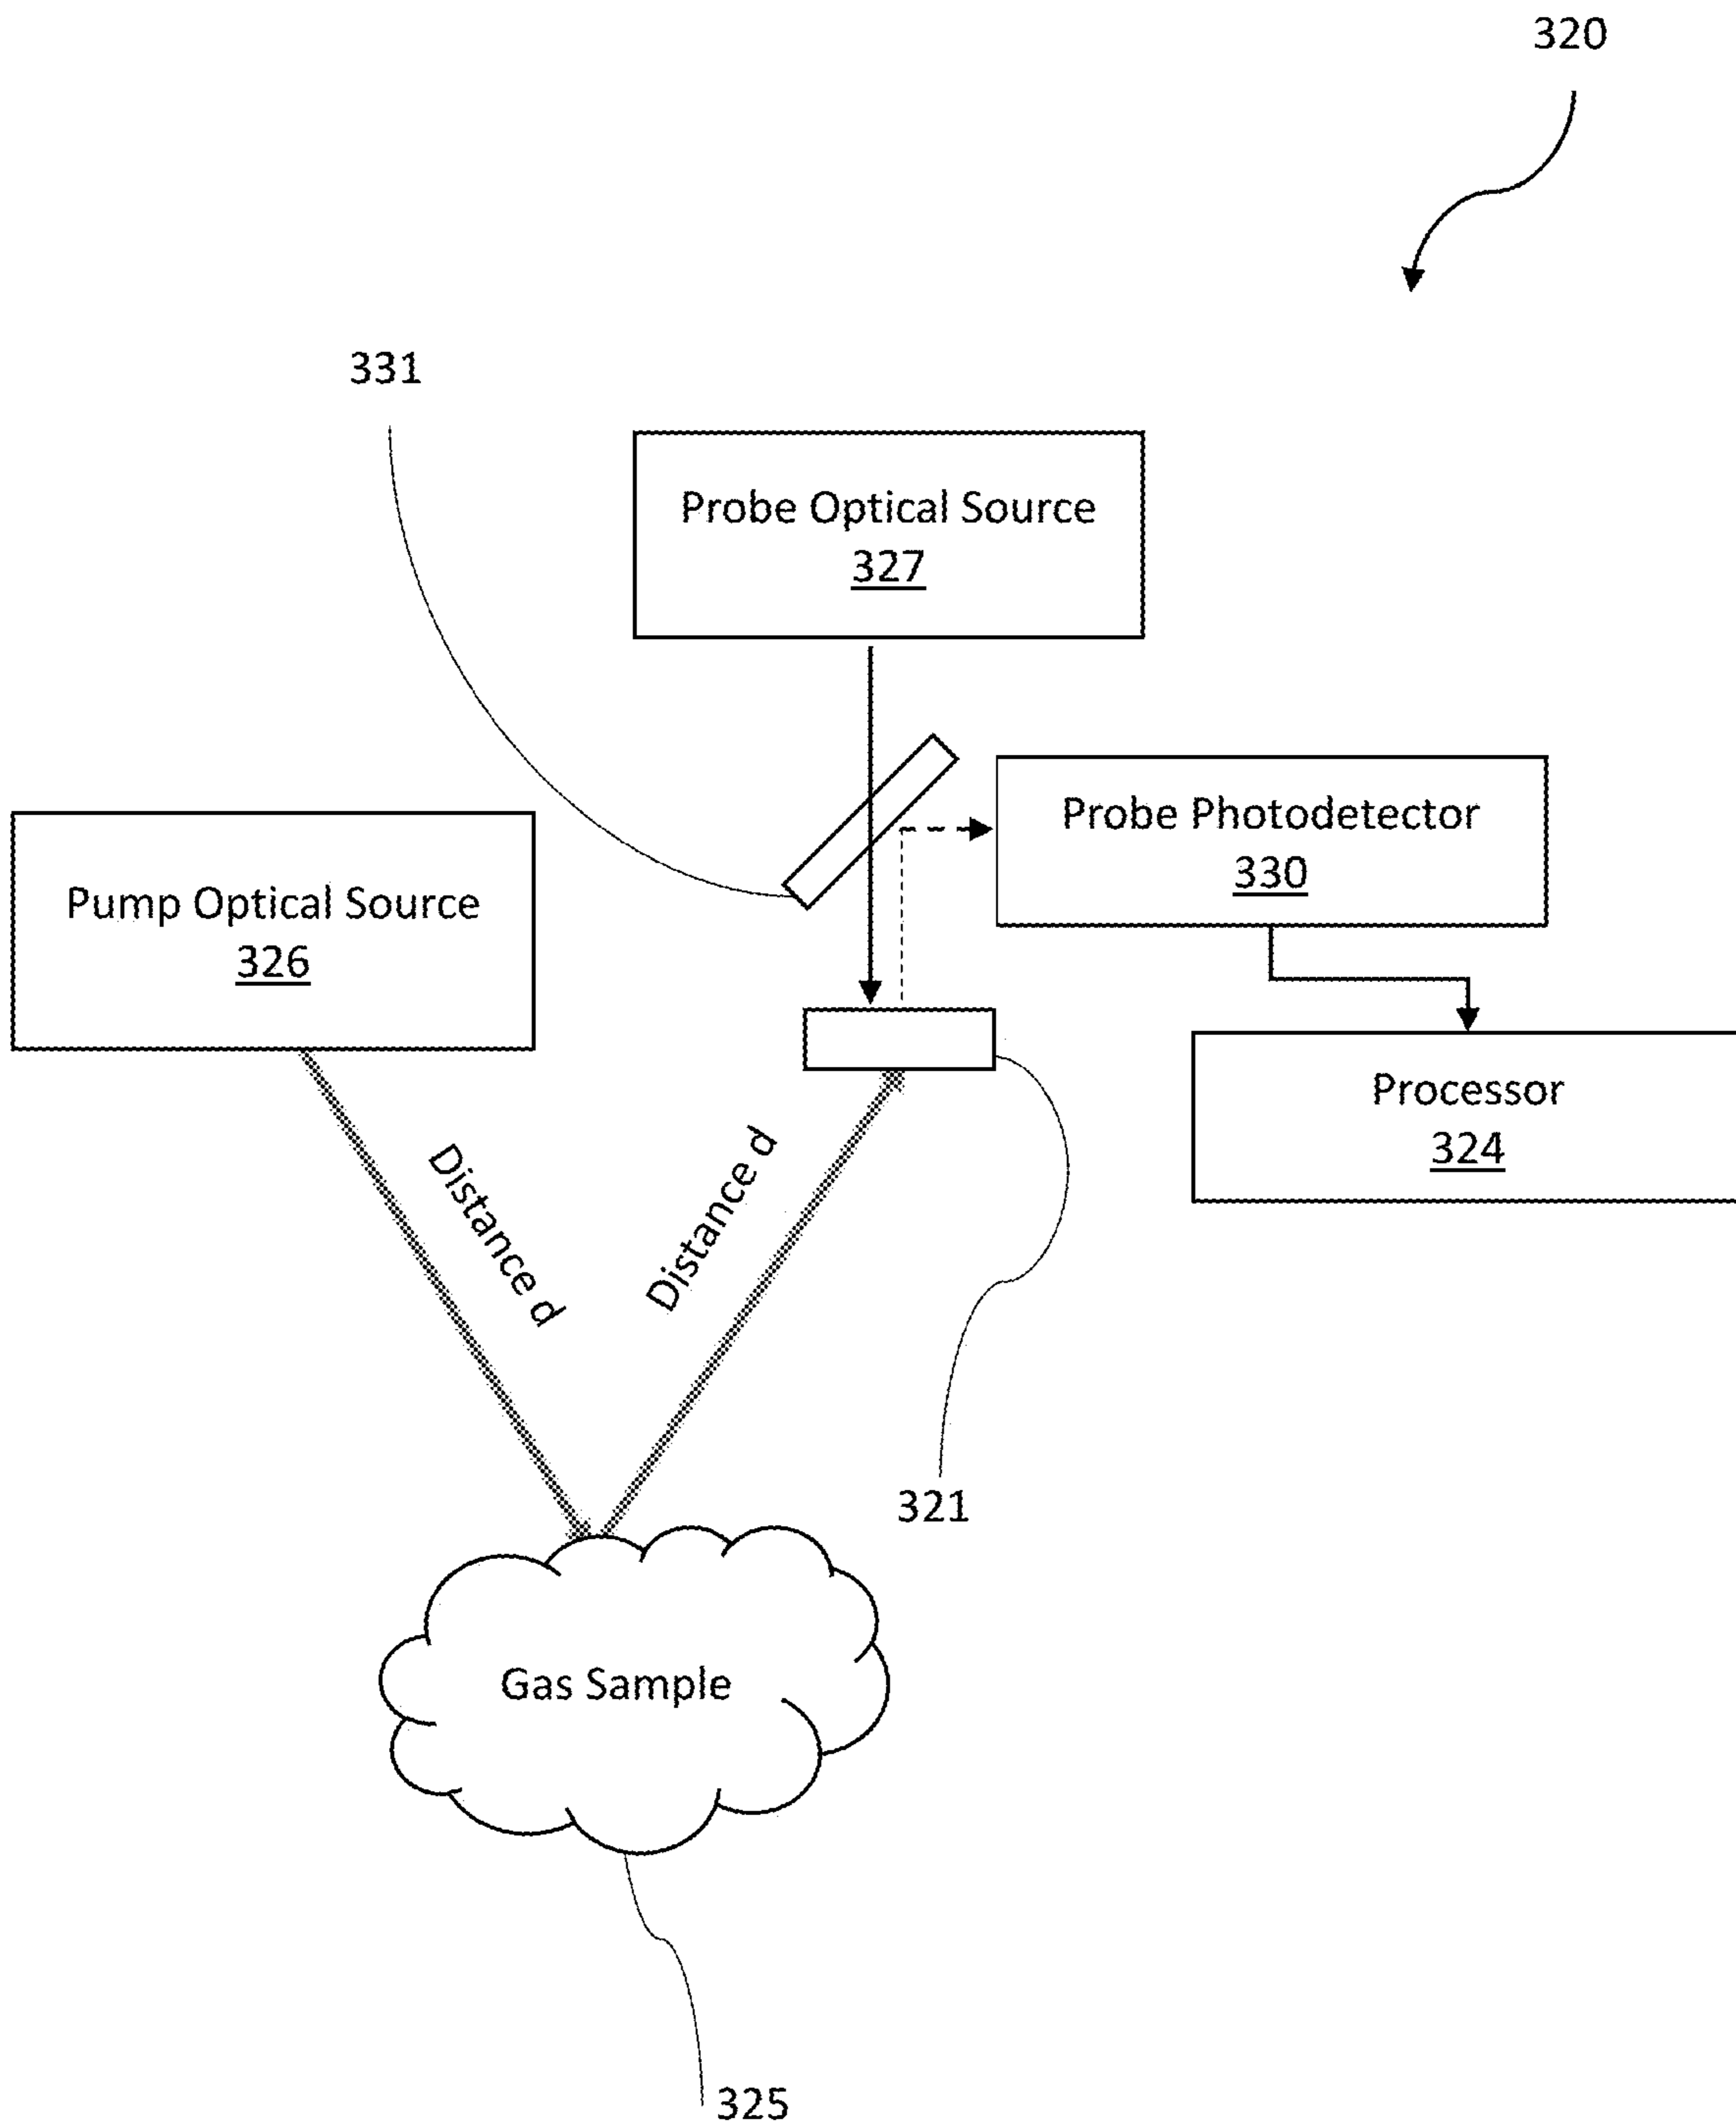 320
331
Probe Optical Source
327
Probe Photodetector
330
Pump Optical Source
326
Processor
324
Distance d
Distance d
321
Gas Sample
325